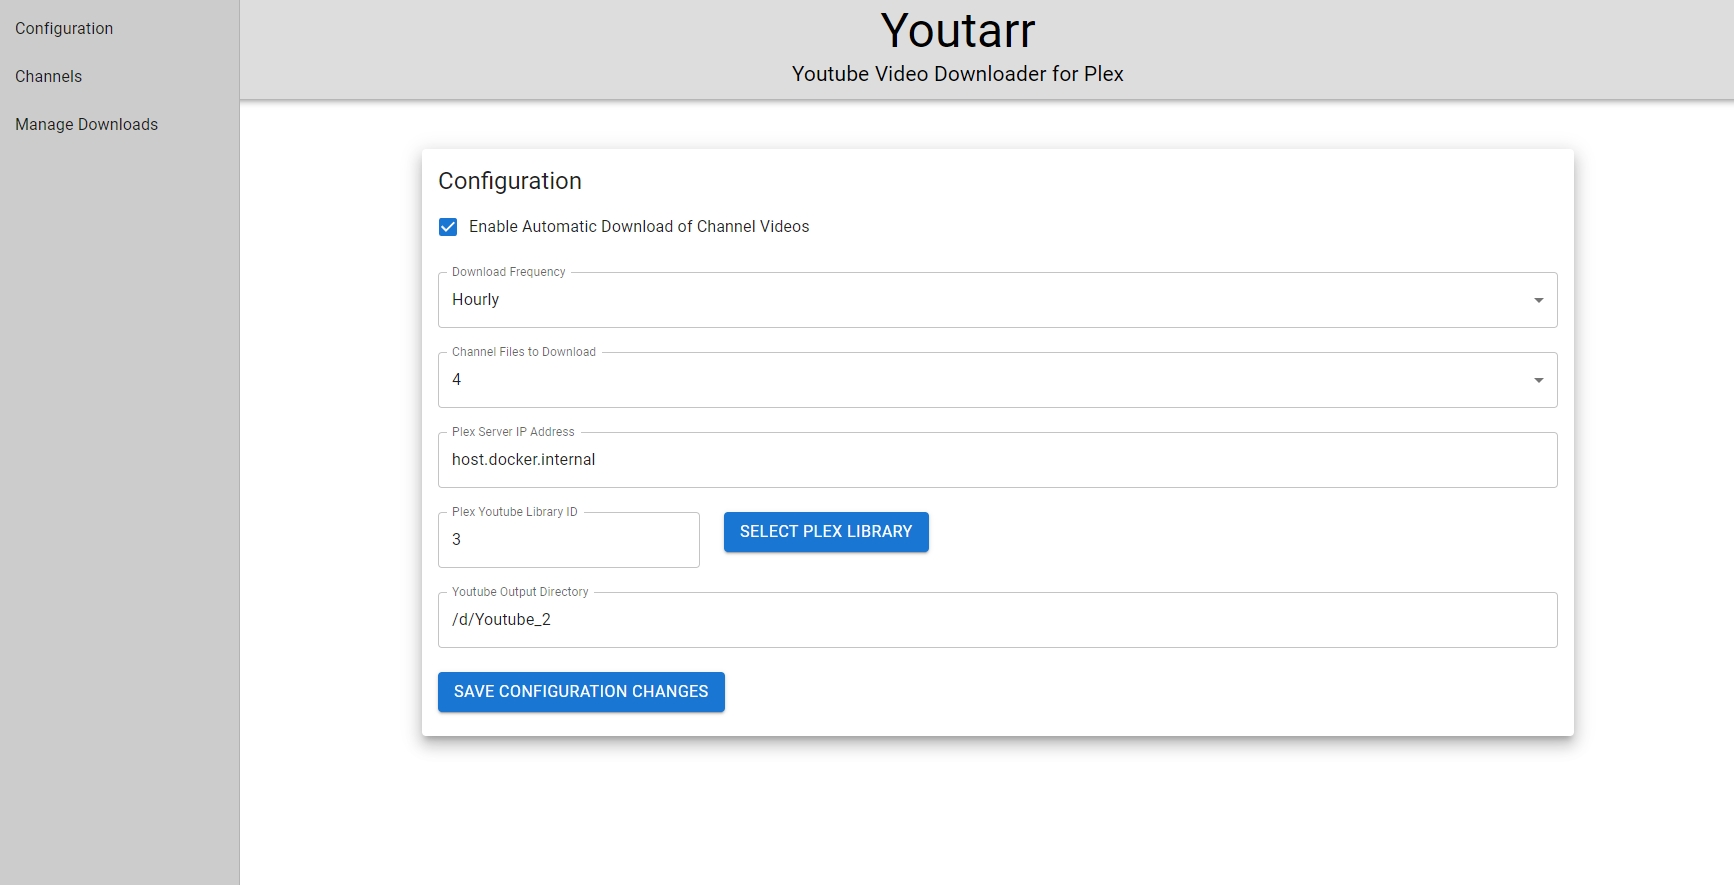 Configuration
Channels
Manage Downloads
Youtarr
Youtube Video Downloader for Plex
Configuration
Enable Automatic Download of Channel Videos
Download Frequency
Hourly
Channel Files to Download
4
Plex Server IP Address
host.docker.internal
Plex Youtube Library ID
3
SELECT PLEX LIBRARY
Youtube Output Directory
/d/Youtube_2
SAVE CONFIGURATION CHANGES